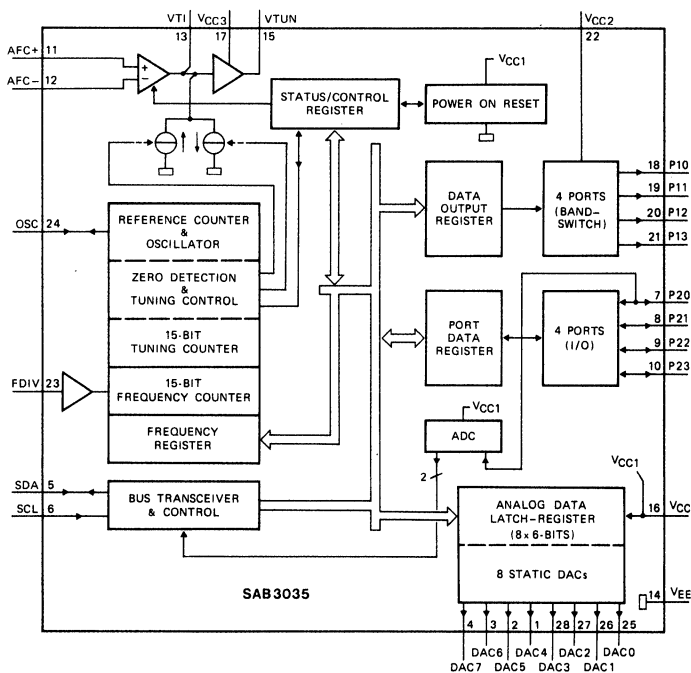 VTI VCC3 VTUN VCC2
13 17 15 22
AFC+ 11
AFC- 12
+
-
VCC1
STATUS/CONTROL
REGISTER
POWER ON RESET
DATA
OUTPUT
REGISTER
4 PORTS
(BAND-
SWITCH)
18 P10
19 P11
20 P12
21 P13
OSC 24
REFERENCE COUNTER
&
OSCILLATOR
ZERO DETECTION
&
TUNING CONTROL
15-BIT
TUNING COUNTER
FDIV 23
15-BIT
FREQUENCY COUNTER
FREQUENCY
REGISTER
PORT
DATA
REGISTER
4 PORTS
(I/O)
7 P20
8 P21
9 P22
10 P23
VCC1
ADC
2
SDA 5
SCL 6
BUS TRANSCEIVER
& CONTROL
VCC1
ANALOG DATA
LATCH-REGISTER
(8x6-BITS)
16 VCC
8 STATIC DACs
SAB3035
14 VEE
4 3 2 1 28 27 26 25
DAC6 DAC4 DAC2 DAC0
DAC7 DAC5 DAC3 DAC1